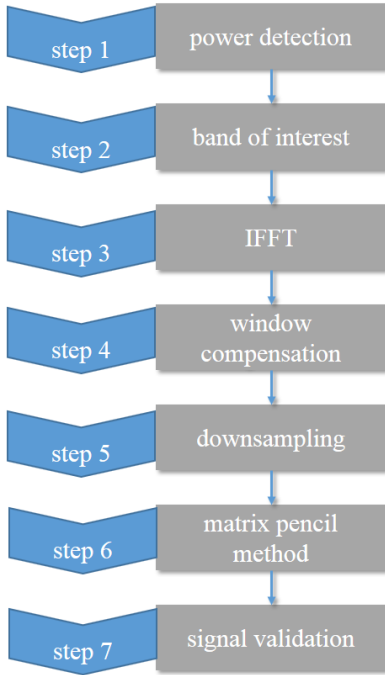 step 1
power detection
step 2
band of interest
step 3
IFFT
step 4
window
compensation
step 5
downsampling
step 6
matrix pencil
method
step 7
signal validation